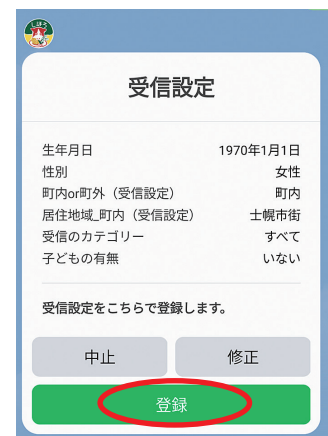 しほろ
受信設定
生年月日 1970年1月1日
性別 女性
町内or町外（受信設定） 町内
居住地域_町内（受信設定） 士幌市街
受信のカテゴリー すべて
子どもの有無 いない
受信設定をこちらで登録します。
中止 修正
登録